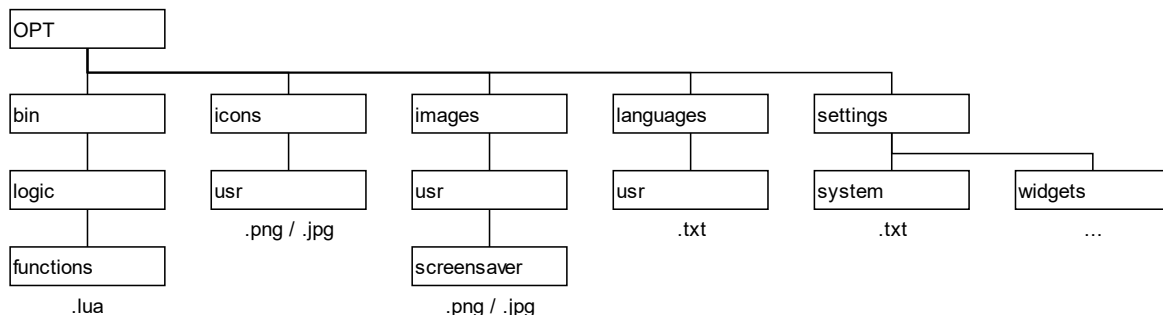 OPT
bin icons images languages settings
logic usr usr usr system widgets
.png / .jpg .txt .txt ...
functions screensaver
.lua .png / .jpg